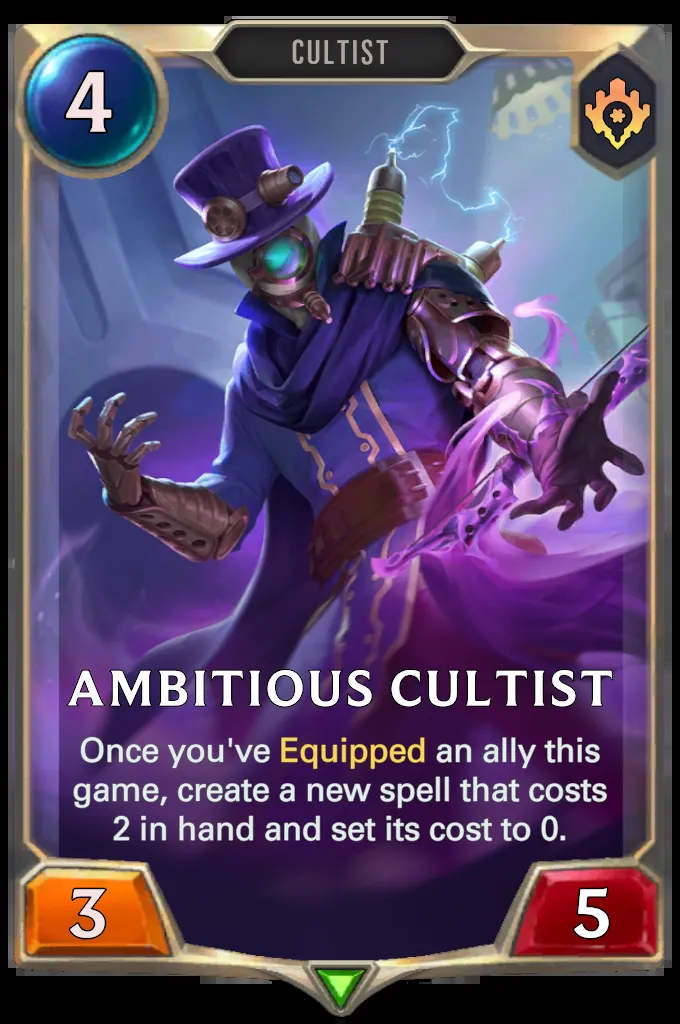 CULTIST
4
AMBITIOUS CULTIST
Once you've Equipped an ally this
game, create a new spell that costs
2 in hand and set its cost to 0.
3
5